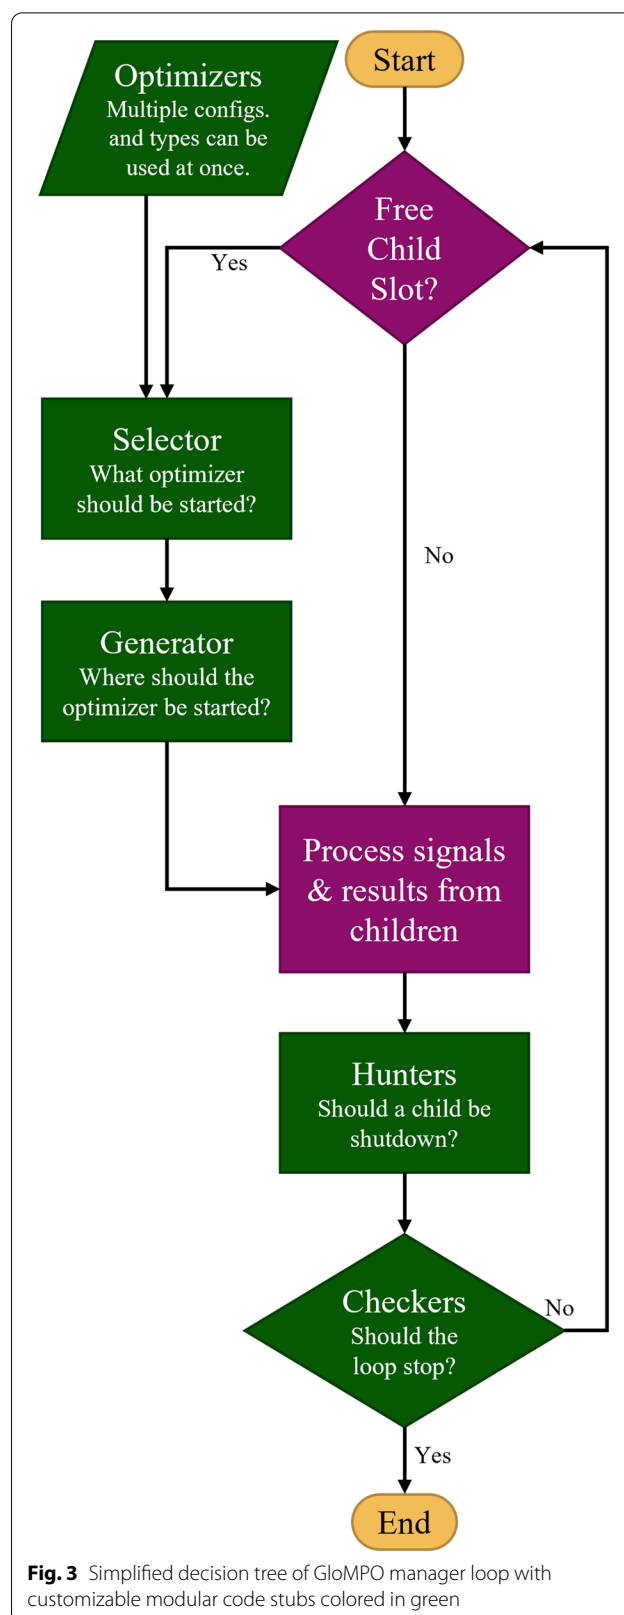 Optimizers
Multiple configs.
and types can be
used at once.
Start
Free
Child
Slot?
Yes
Selector
What optimizer
should be started?
No
Generator
Where should the
optimizer be started?
Process signals
& results from
children
Hunters
Should a child be
shutdown?
Checkers
Should the
loop stop?
No
Yes
End
Fig. 3 Simplified decision tree of GloMPO manager loop with
customizable modular code stubs colored in green